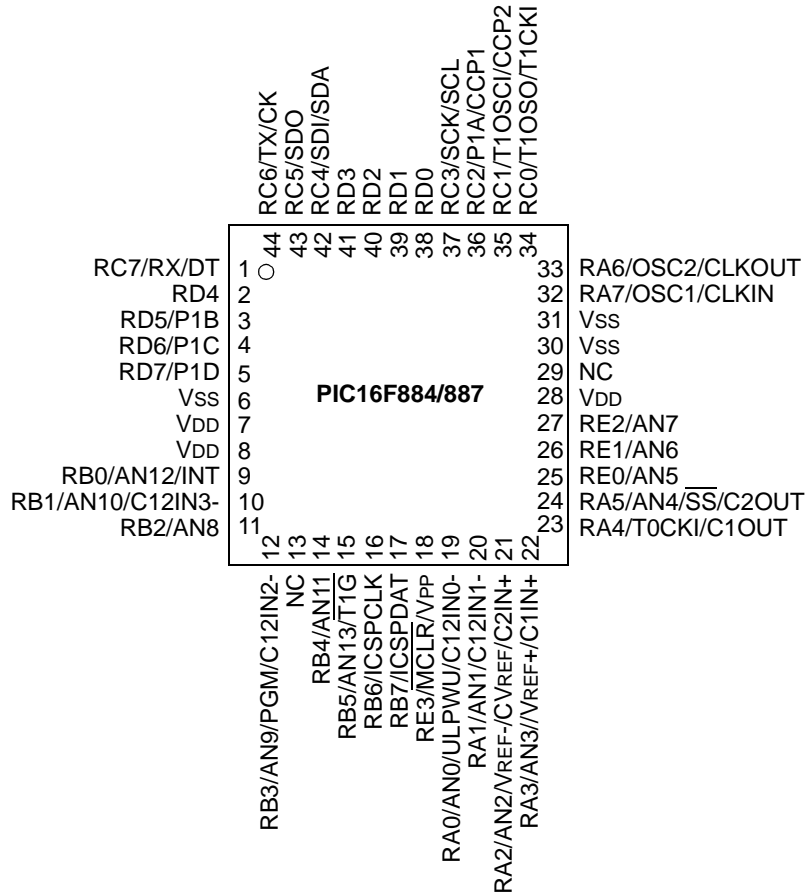 RC6/TX/CK
RC5/SDO
RC4/SDI/SDA
RD3
RD2
RD1
RD0
RC3/SCK/SCL
RC2/P1A/CCP1
RC1/T1OSCI/CCP2
RC0/T1OSO/T1CKI
44
43
42
41
40
39
38
37
36
35
34
RC7/RX/DT 1
RD4 2
RD5/P1B 3
RD6/P1C 4
RD7/P1D 5
VSS 6
VDD 7
VDD 8
RB0/AN12/INT 9
RB1/AN10/C12IN3- 10
RB2/AN8 11
PIC16F884/887
33 RA6/OSC2/CLKOUT
32 RA7/OSC1/CLKIN
31 VSS
30 VSS
29 NC
28 VDD
27 RE2/AN7
26 RE1/AN6
25 RE0/AN5
24 RA5/AN4/SS/C2OUT
23 RA4/T0CKI/C1OUT
12
13
14
15
16
17
18
19
20
21
22
RB3/AN9/PGM/C12IN2-
NC
RB4/AN11
RB5/AN13/T1G
RB6/ICSPCLK
RB7/ICSPDAT
RE3/MCLR/VPP
RA0/AN0/ULPWU/C12IN0-
RA1/AN1/C12IN1-
RA2/AN2/VREF-/CVREF/C2IN+
RA3/AN3//VREF+/C1IN+